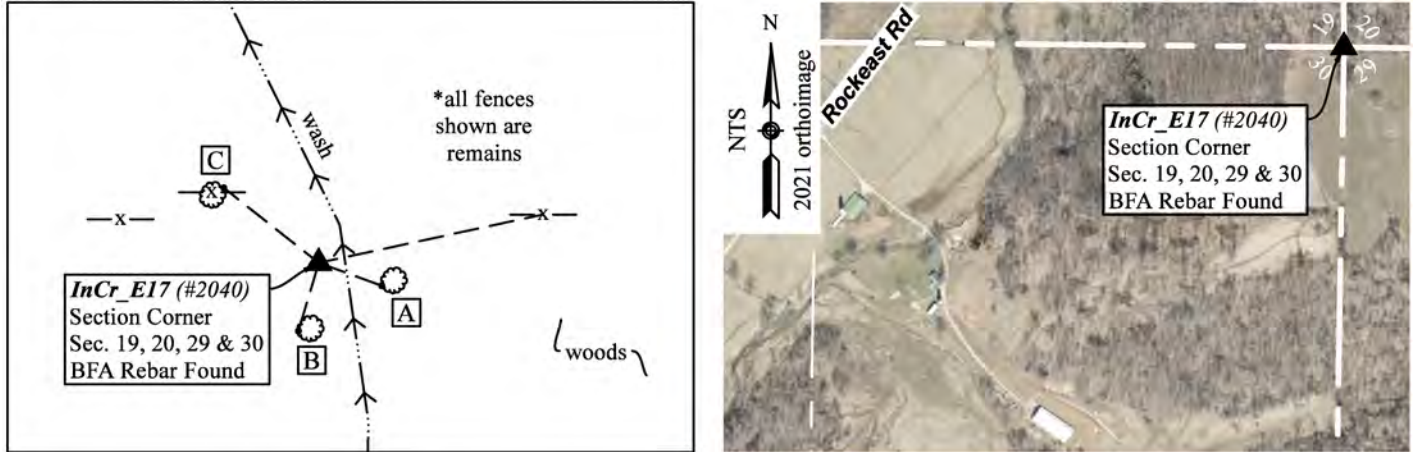 wash
*all fences
shown are
remains
C
x
x
x
A
B
InCr_E17 (#2040)
Section Corner
Sec. 19, 20, 29 & 30
BFA Rebar Found
woods
N
NTS
2021 orthoimage
Rockeast Rd
19 20
30 29
InCr_E17 (#2040)
Section Corner
Sec. 19, 20, 29 & 30
BFA Rebar Found